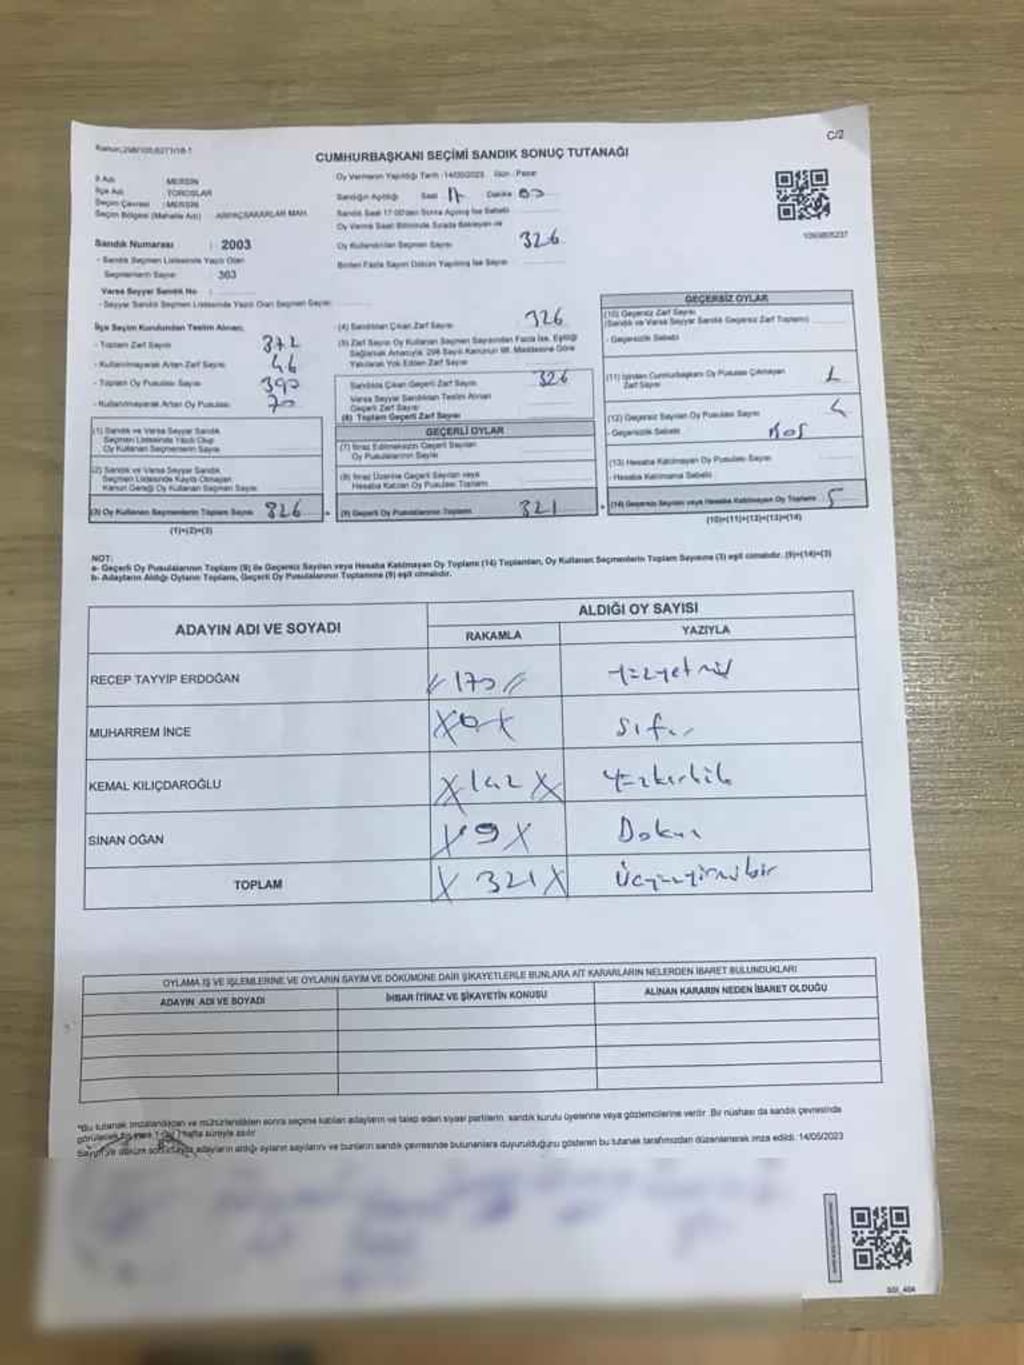 C/2
CUMHURBAŞKANI SEÇİMİ SANDIK SONUÇ TUTANAĞI
İl Adı : MERSİN
İlçe Adı : TOROSLAR
Seçim Çevresi : MERSİN
Seçim Bölgesi (Mahalle Adı) MAH.
Sandık Numarası : 2003
- Sandık Seçmen Listesinde Yazılı Olan
Seçmenlerin Sayısı 363
Varsa Seyyar Sandık No :
- Seyyar Sandık Seçmen Listesinde Yazılı Olan Seçmen Sayısı
Oy Vermenin Yapıldığı Tarih :14/05/2023 Gün : Pazar
Sandığın Açıldığı Saat Dakika
Sandık Saat 17:00'den Sonra Açılmış İse Sebebi
Oy Verme Saati Bitiminde Sırada Bekleyen ve
Oy Kullandırılan Seçmen Sayısı 326
Birden Fazla Sayım Döküm Yapılmış İse Sayısı
İlçe Seçim Kurulundan Teslim Alınan;
- Toplam Zarf Sayısı 372
- Kullanılmayarak Artan Zarf Sayısı 46
- Toplam Oy Pusulası Sayısı 390
- Kullanılmayarak Artan Oy Pusulası 70
(1) Sandık ve Varsa Seyyar Sandık
Seçmen Listesinde Yazılı Olup
Oy Kullanan Seçmenlerin Sayısı
(2) Sandık ve Varsa Seyyar Sandık
Seçmen Listesinde Kayıtlı Olmayan
Kanun Gereği Oy Kullanan Seçmen Sayısı
(3) Oy Kullanan Seçmenlerin Toplam Sayısı 326
(1)+(2)=(3)
(4) Sandıktan Çıkan Zarf Sayısı 326
(5) Zarf Sayısı Oy Kullanan Seçmen Sayısından Fazla İse, Eşitliği
Sağlamak Amacıyla, 298 Sayılı Kanunun 98. Maddesine Göre
Yakılarak Yok Edilen Zarf Sayısı
Sandıkta Çıkan Geçerli Zarf Sayısı 326
Varsa Seyyar Sandıktan Teslim Alınan
Geçerli Zarf Sayısı
(6) Toplam Geçerli Zarf Sayısı
GEÇERLİ OYLAR
(7) İtiraz Edilmeksizin Geçerli Sayılan
Oy Pusulalarının Sayısı
(8) İtiraz Üzerine Geçerli Sayılan veya
Hesaba Katılan Oy Pusulası Toplamı
(9) Geçerli Oy Pusulalarının Toplamı 321
GEÇERSİZ OYLAR
(10) Geçersiz Zarf Sayısı
(Sandık ve Varsa Seyyar Sandık Geçersiz Zarf Toplamı)
- Geçersizlik Sebebi
(11) İçinden Cumhurbaşkanı Oy Pusulası Çıkmayan
Zarf Sayısı 1
(12) Geçersiz Sayılan Oy Pusulası Sayısı 4
- Geçersizlik Sebebi
(13) Hesaba Katılmayan Oy Pusulası Sayısı
- Hesaba Katılmama Sebebi
(14) Geçersiz Sayılan veya Hesaba Katılmayan Oy Toplamı 5
(10)+(11)+(12)+(13)=(14)
NOT:
a- Geçerli Oy Pusulalarının Toplamı (9) ile Geçersiz Sayılan veya Hesaba Katılmayan Oy Toplamı (14) Toplamları, Oy Kullanan Seçmenlerin Toplam Sayısına (3) eşit olmalıdır. (9)+(14)=(3)
b- Adayların Aldığı Oyların Toplamı, Geçerli Oy Pusulalarının Toplamına (9) eşit olmalıdır.
ADAYIN ADI VE SOYADI ALDIĞI OY SAYISI
RAKAMLA YAZIYLA
RECEP TAYYİP ERDOĞAN // 170 // Yüzyetmiş
MUHARREM İNCE X 0 X Sıfır
KEMAL KILIÇDAROĞLU X 142 X Yüzkırkiki
SİNAN OĞAN X 9 X Dokuz
TOPLAM X 321 X Üçyüzyirmibir
OYLAMA İŞ VE İŞLEMLERİNE VE OYLARIN SAYIM VE DÖKÜMÜNE DAİR ŞİKAYETLERLE BUNLARA AİT KARARLARIN NELERDEN İBARET BULUNDUKLARI
ADAYIN ADI VE SOYADI İHBAR İTİRAZ VE ŞİKAYETİN KONUSU ALINAN KARARIN NEDEN İBARET OLDUĞU
*Bu tutanak imzalandıktan ve mühürlendikten sonra seçime katılan adayların ve talep eden siyasi partilerin, sandık kurulu üyelerine veya gözlemcilerine verilir. Bir nüshası da sandık çevresinde
görülecek bir yere 1 (bir) hafta süreyle asılır.
Sayım ve döküm sonucunda adayların aldığı oyların sayılarını ve bunların sandık çevresinde bulunanlara duyurulduğunu gösteren bu tutanak tarafımızdan düzenlenerek imza edildi. 14/05/2023